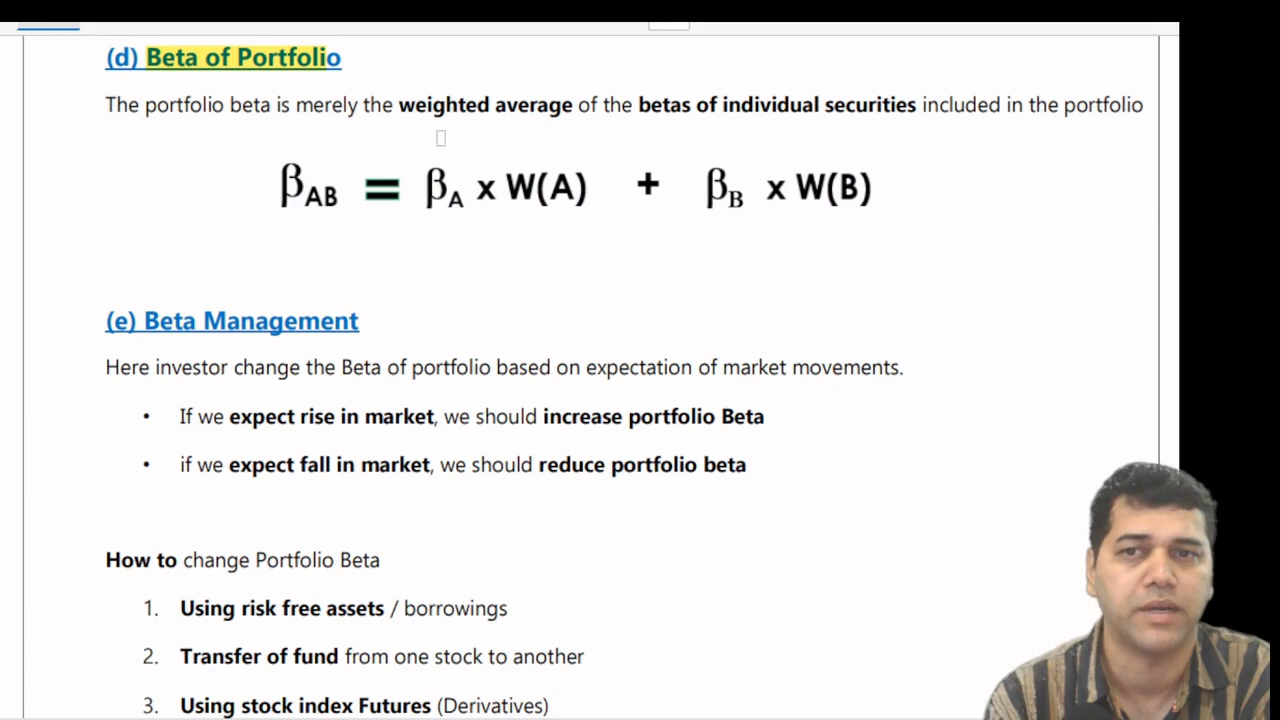 (d) Beta of Portfolio
The portfolio beta is merely the weighted average of the betas of individual securities included in the portfolio
βAB = βA x W(A) + βB x W(B)
(e) Beta Management
Here investor change the Beta of portfolio based on expectation of market movements.
• If we expect rise in market, we should increase portfolio Beta
• if we expect fall in market, we should reduce portfolio beta
How to change Portfolio Beta
1. Using risk free assets / borrowings
2. Transfer of fund from one stock to another
3. Using stock index Futures (Derivatives)